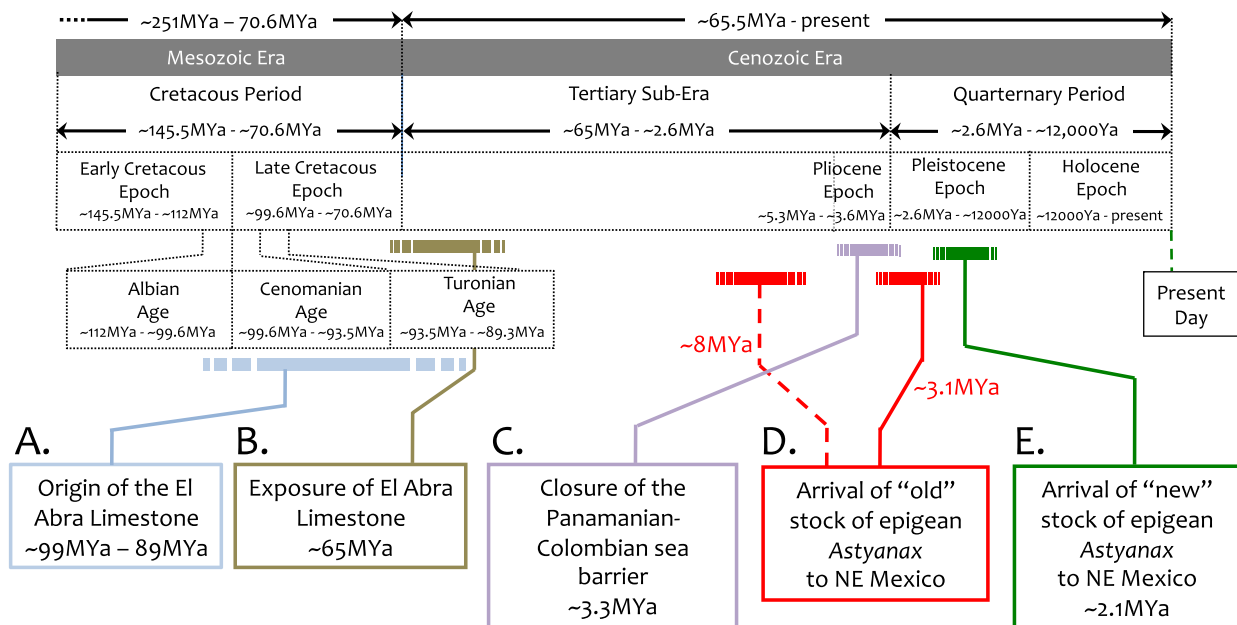 ~251MYa – 70.6MYa
~65.5MYa - present
Mesozoic Era
Cenozoic Era
Cretacous Period
Tertiary Sub-Era
Quarternary Period
~145.5MYa - ~70.6MYa
~65MYa - ~2.6MYa
~2.6MYa - ~12,000Ya
Early Cretacous
Epoch
~145.5MYa - ~112MYa
Late Cretacous
Epoch
~99.6MYa - ~70.6MYa
Pliocene
Epoch
~5.3MYa - ~3.6MYa
Pleistocene
Epoch
~2.6MYa - ~12000Ya
Holocene
Epoch
~12000Ya - present
Albian
Age
~112MYa - ~99.6MYa
Cenomanian
Age
~99.6MYa - ~93.5MYa
Turonian
Age
~93.5MYa - ~89.3MYa
Present
Day
~8MYa
~3.1MYa
A.
Origin of the El
Abra Limestone
~99MYa – 89MYa
B.
Exposure of El Abra
Limestone
~65MYa
C.
Closure of the
Panamanian-
Colombian sea
barrier
~3.3MYa
D.
Arrival of “old”
stock of epigean
Astyanax
to NE Mexico
E.
Arrival of “new”
stock of epigean
Astyanax
to NE Mexico
~2.1MYa